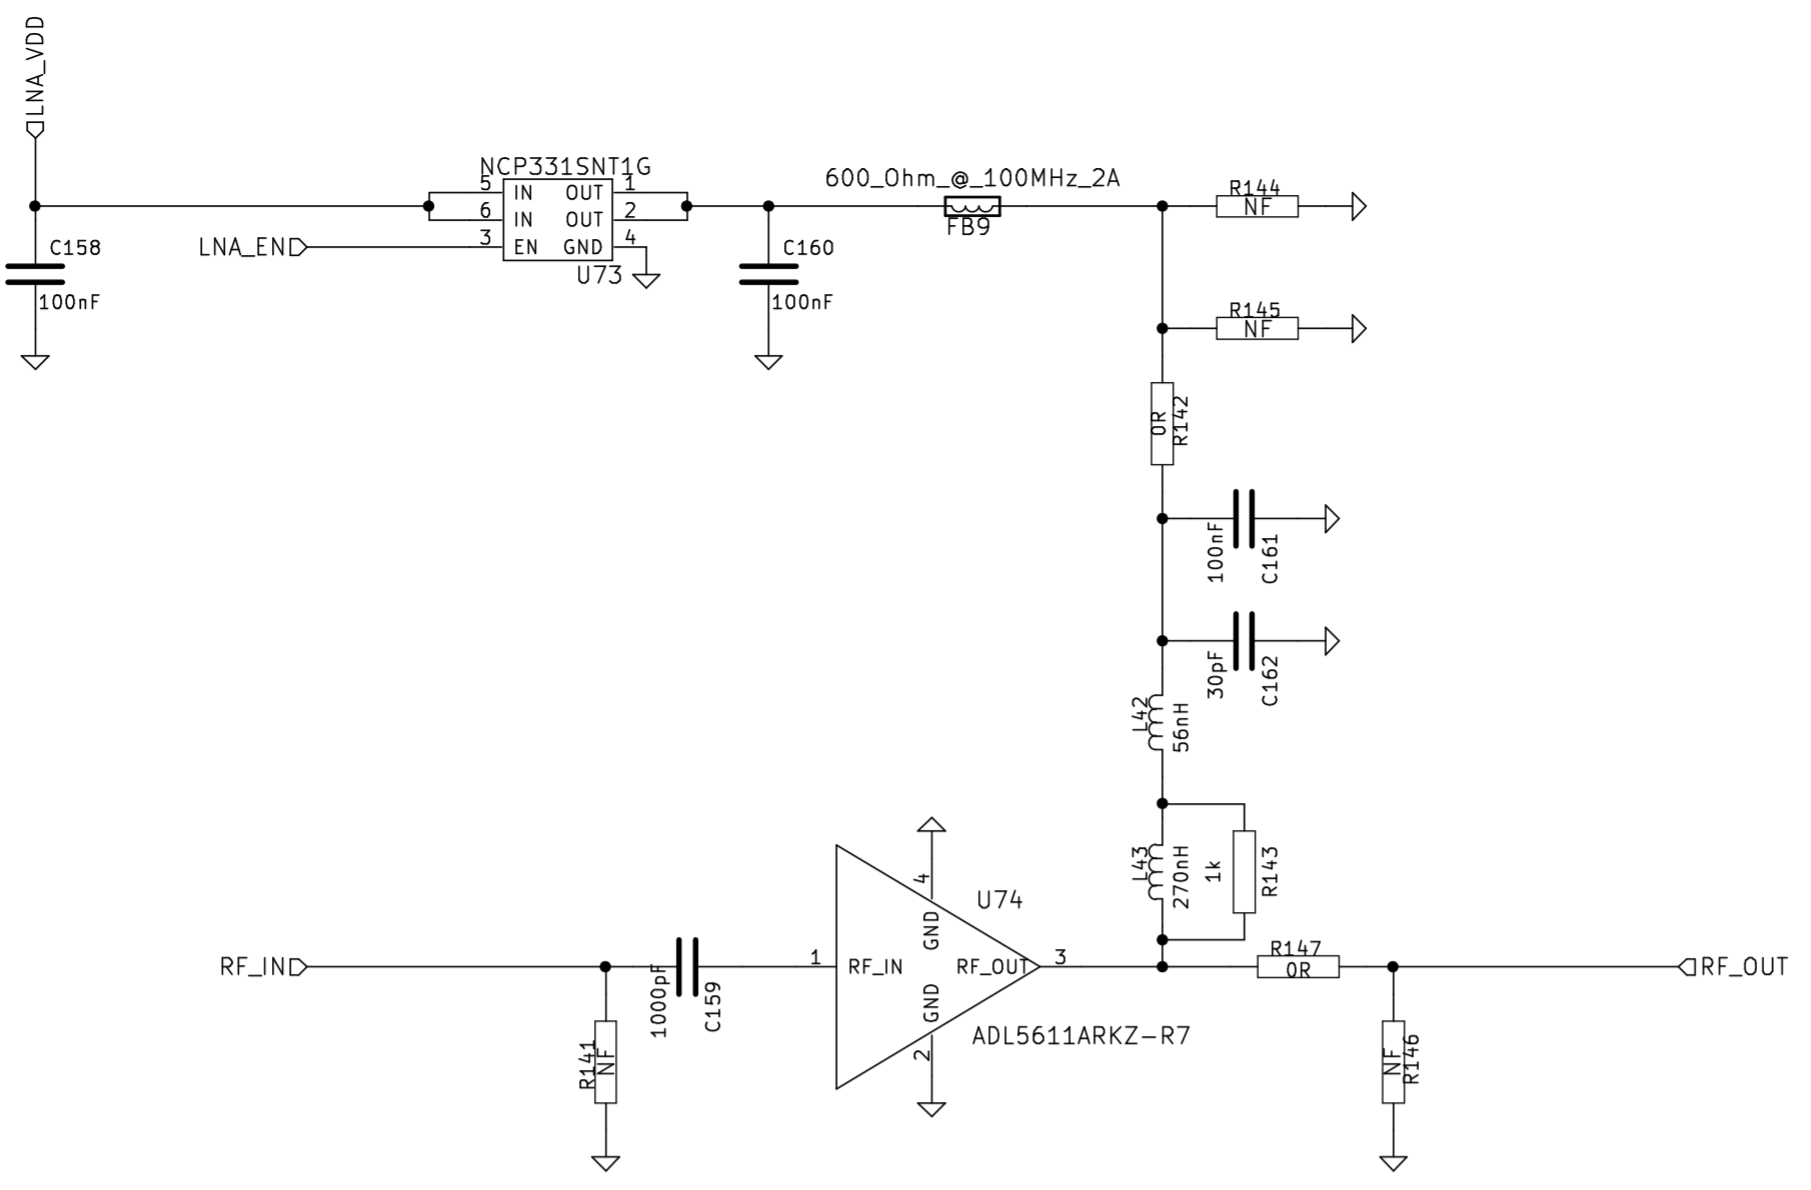 LNA_VDD
NCP331SNT1G
5 IN OUT 1
6 IN OUT 2
3 EN GND 4
U73
LNA_EN
C158
100nF
C160
100nF
600_Ohm_@_100MHz_2A
FB9
R144
NF
R145
NF
0R
R142
100nF
C161
30pF
C162
L42
56nH
L43
270nH
1k
R143
U74
4
GND
1
RF_IN
RF_OUT
3
GND
2
ADL5611ARKZ-R7
RF_IN
1000pF
C159
R141
NF
R147
0R
RF_OUT
NF
R146